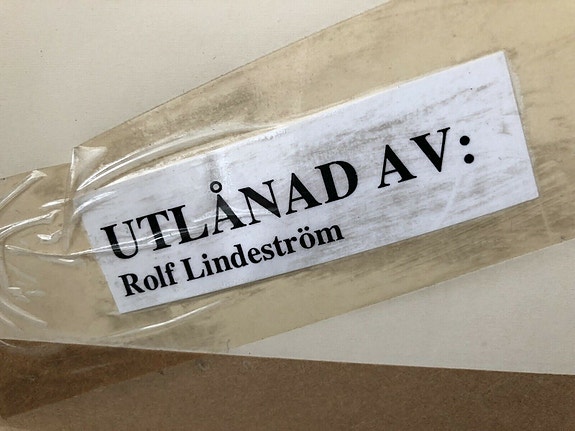 UTLÅNAD AV:
Rolf Lindeström